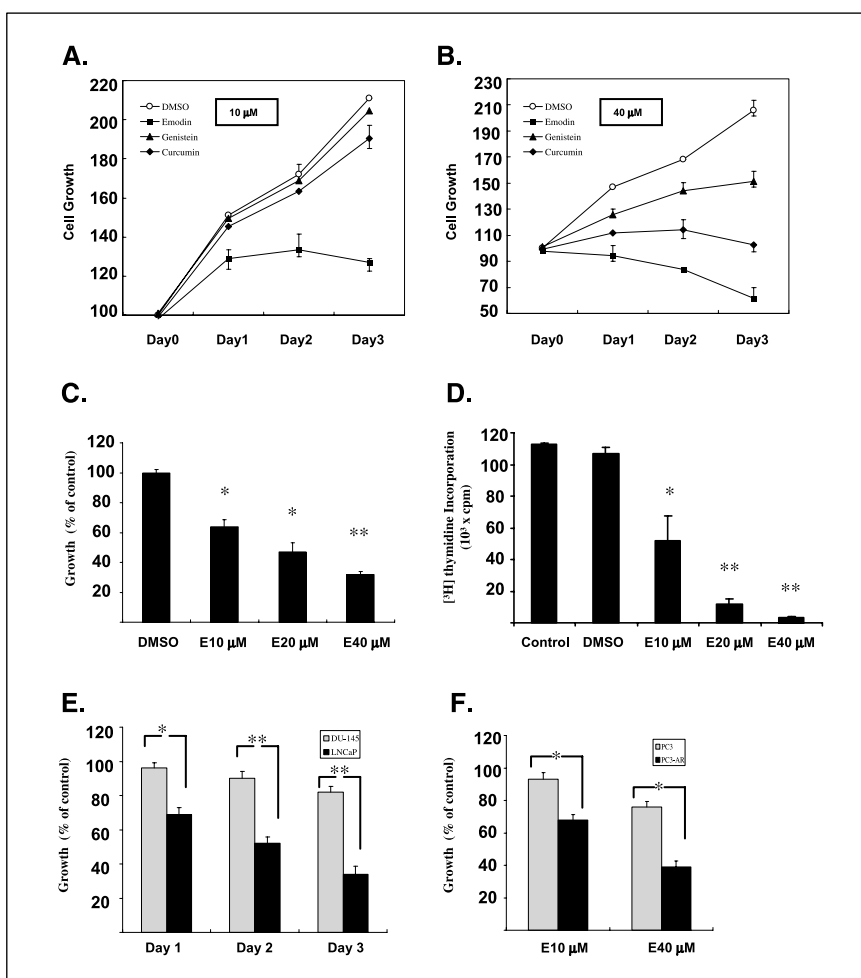 A.
220
200
180
160
140
120
100
Cell Growth
DMSO
Emodin
Genistein
Curcumin
10 µM
Day0 Day1 Day2 Day3
B.
230
210
190
170
150
130
110
90
70
50
Cell Growth
DMSO
Emodin
Genistein
Curcumin
40 µM
Day0 Day1 Day2 Day3
C.
120
100
80
60
40
20
Growth (% of control)
*
*
**
DMSO E10 µM E20 µM E40 µM
D.
120
100
80
60
40
20
0
[³H] thymidine Incorporation
(10³ x cpm)
*
**
**
Control DMSO E10 µM E20 µM E40 µM
E.
120
100
80
60
40
20
Growth (% of control)
*
**
**
DU-145
LNCaP
Day 1 Day 2 Day 3
F.
120
100
80
60
40
20
Growth (% of control)
*
*
PC3
PC3-AR
E10 µM E40 µM